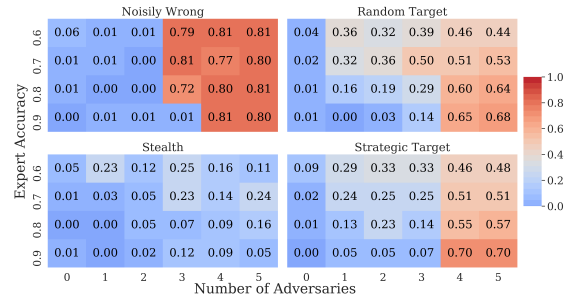 Noisily Wrong Random Target
0.6 0.06 0.01 0.01 0.79 0.81 0.81 0.04 0.36 0.32 0.39 0.46 0.44
0.7 0.01 0.01 0.00 0.81 0.77 0.80 0.02 0.32 0.36 0.50 0.51 0.53
0.8 0.01 0.00 0.00 0.72 0.80 0.81 0.01 0.16 0.19 0.29 0.60 0.64
0.9 0.00 0.01 0.01 0.01 0.81 0.80 0.01 0.00 0.03 0.14 0.65 0.68
Stealth Strategic Target
0.6 0.05 0.23 0.12 0.25 0.16 0.11 0.09 0.29 0.33 0.33 0.46 0.48
0.7 0.01 0.03 0.05 0.23 0.14 0.24 0.02 0.24 0.25 0.25 0.51 0.51
0.8 0.00 0.00 0.05 0.07 0.09 0.16 0.01 0.13 0.23 0.14 0.55 0.57
0.9 0.01 0.00 0.02 0.12 0.09 0.05 0.00 0.05 0.05 0.07 0.70 0.70
0 1 2 3 4 5 0 1 2 3 4 5
Number of Adversaries
Expert Accuracy
1.0
0.8
0.6
0.4
0.2
0.0